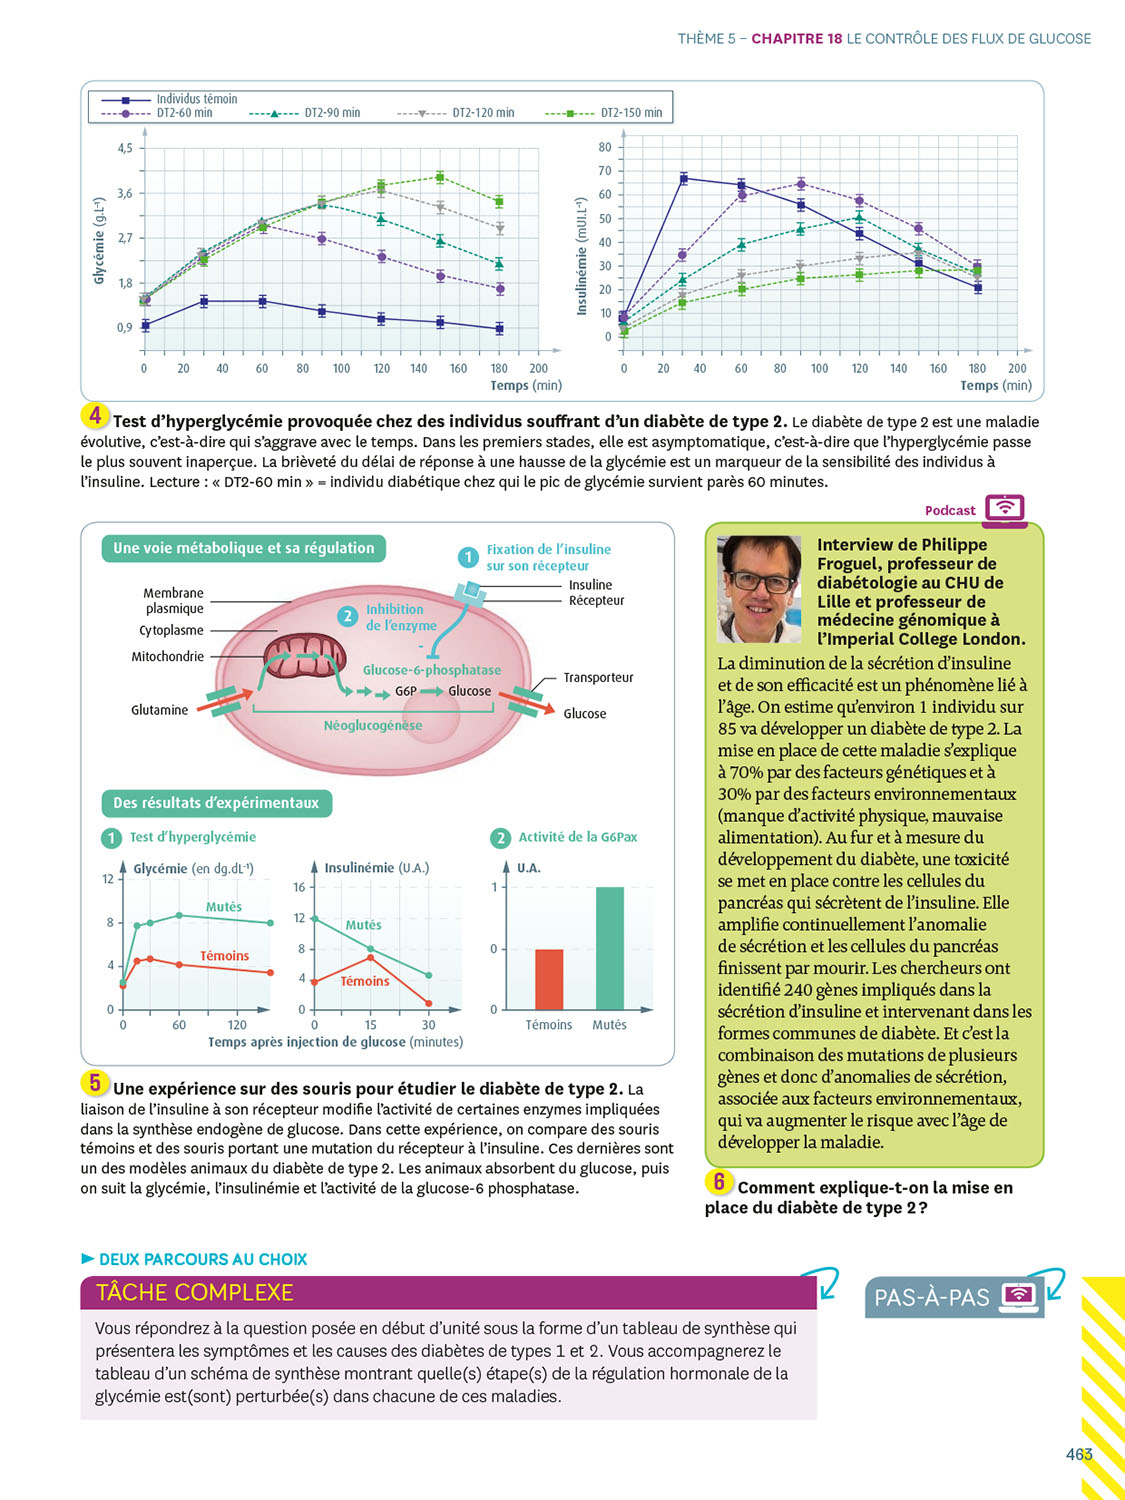 THÈME 5 – CHAPITRE 18 LE CONTRÔLE DES FLUX DE GLUCOSE
Individus témoin
DT2-60 min DT2-90 min DT2-120 min DT2-150 min
Glycémie (g.L⁻¹)
4,5
3,6
2,7
1,8
0,9
0 20 40 60 80 100 120 140 160 180 200
Temps (min)
Insulinémie (mUI.L⁻¹)
80
70
60
50
40
30
20
10
0
0 20 40 60 80 100 120 140 160 180 200
Temps (min)
4 Test d'hyperglycémie provoquée chez des individus souffrant d'un diabète de type 2. Le diabète de type 2 est une maladie
évolutive, c'est-à-dire qui s'aggrave avec le temps. Dans les premiers stades, elle est asymptomatique, c'est-à-dire que l'hyperglycémie passe
le plus souvent inaperçue. La brièveté du délai de réponse à une hausse de la glycémie est un marqueur de la sensibilité des individus à
l'insuline. Lecture : « DT2-60 min » = individu diabétique chez qui le pic de glycémie survient parès 60 minutes.
Une voie métabolique et sa régulation
1 Fixation de l'insuline
sur son récepteur
Insuline
Récepteur
Membrane
plasmique
2 Inhibition
de l'enzyme
-
Cytoplasme
Mitochondrie
Glucose-6-phosphatase
G6P Glucose
Transporteur
Glutamine
Glucose
Néoglucogénèse
Des résultats d'expérimentaux
1 Test d'hyperglycémie
Glycémie (en dg.dL⁻¹)
12
8
4
0
Mutés
Témoins
0 60 120
Insulinémie (U.A.)
16
12
8
4
0
Mutés
Témoins
0 15 30
Temps après injection de glucose (minutes)
2 Activité de la G6Pax
U.A.
1
0
0
Témoins Mutés
5 Une expérience sur des souris pour étudier le diabète de type 2. La
liaison de l'insuline à son récepteur modifie l'activité de certaines enzymes impliquées
dans la synthèse endogène de glucose. Dans cette expérience, on compare des souris
témoins et des souris portant une mutation du récepteur à l'insuline. Ces dernières sont
un des modèles animaux du diabète de type 2. Les animaux absorbent du glucose, puis
on suit la glycémie, l'insulinémie et l'activité de la glucose-6 phosphatase.
Podcast
Interview de Philippe
Froguel, professeur de
diabétologie au CHU de
Lille et professeur de
médecine génomique à
l'Imperial College London.
La diminution de la sécrétion d'insuline
et de son efficacité est un phénomène lié à
l'âge. On estime qu'environ 1 individu sur
85 va développer un diabète de type 2. La
mise en place de cette maladie s'explique
à 70% par des facteurs génétiques et à
30% par des facteurs environnementaux
(manque d'activité physique, mauvaise
alimentation). Au fur et à mesure du
développement du diabète, une toxicité
se met en place contre les cellules du
pancréas qui sécrètent de l'insuline. Elle
amplifie continuellement l'anomalie
de sécrétion et les cellules du pancréas
finissent par mourir. Les chercheurs ont
identifié 240 gènes impliqués dans la
sécrétion d'insuline et intervenant dans les
formes communes de diabète. Et c'est la
combinaison des mutations de plusieurs
gènes et donc d'anomalies de sécrétion,
associée aux facteurs environnementaux,
qui va augmenter le risque avec l'âge de
développer la maladie.
6 Comment explique-t-on la mise en
place du diabète de type 2 ?
DEUX PARCOURS AU CHOIX
TÂCHE COMPLEXE
Vous répondrez à la question posée en début d'unité sous la forme d'un tableau de synthèse qui
présentera les symptômes et les causes des diabètes de types 1 et 2. Vous accompagnerez le
tableau d'un schéma de synthèse montrant quelle(s) étape(s) de la régulation hormonale de la
glycémie est(sont) perturbée(s) dans chacune de ces maladies.
PAS-À-PAS
463